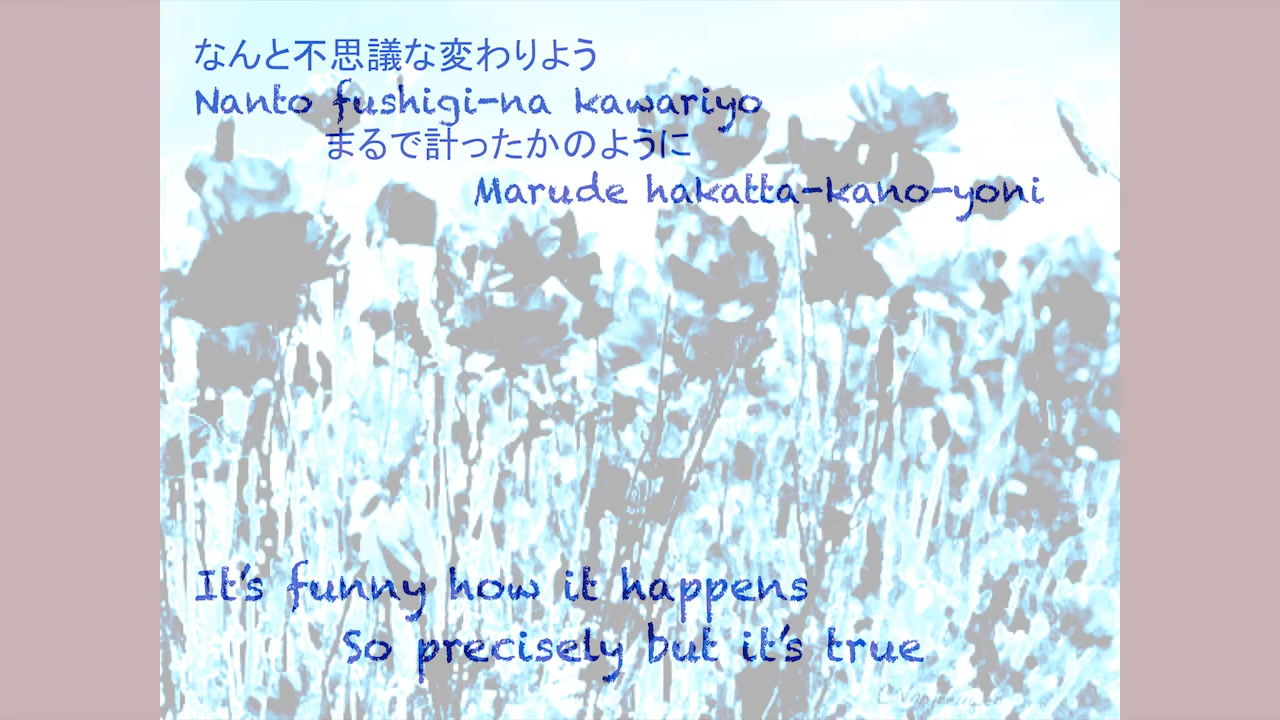 なんと不思議な変わりよう
Nanto fushigi-na kawariyo
まるで計ったかのように
Marude hakatta-kano-yoni
It's funny how it happens
So precisely but it's true